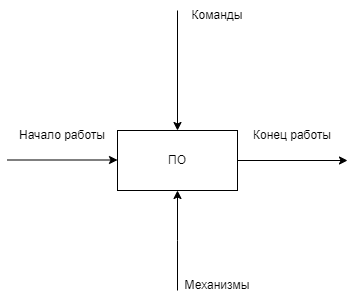 Команды
Начало работы
Конец работы
ПО
Механизмы